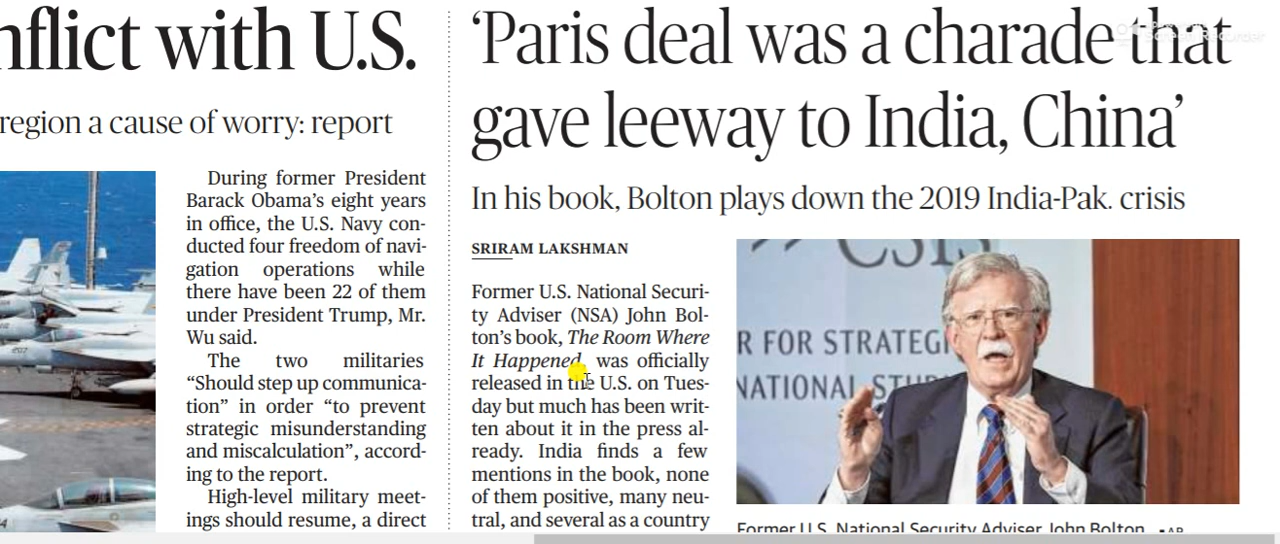 nflict with U.S.
region a cause of worry: report
During former President
Barack Obama's eight years
in office, the U.S. Navy con-
ducted four freedom of navi-
gation operations while
there have been 22 of them
under President Trump, Mr.
Wu said.
The two militaries
“Should step up communica-
tion” in order “to prevent
strategic misunderstanding
and miscalculation”, accord-
ing to the report.
High-level military meet-
ings should resume, a direct
‘Paris deal was a charade that
gave leeway to India, China’
In his book, Bolton plays down the 2019 India-Pak. crisis
SRIRAM LAKSHMAN
Former U.S. National Securi-
ty Adviser (NSA) John Bol-
ton's book, The Room Where
It Happened, was officially
released in the U.S. on Tues-
day but much has been writ-
ten about it in the press al-
ready. India finds a few
mentions in the book, none
of them positive, many neu-
tral, and several as a country
CSIS
R FOR STRATEGI
NATIONAL STU
Former U.S. National Security Adviser John Bolton. ▪AP
Screen Recorder